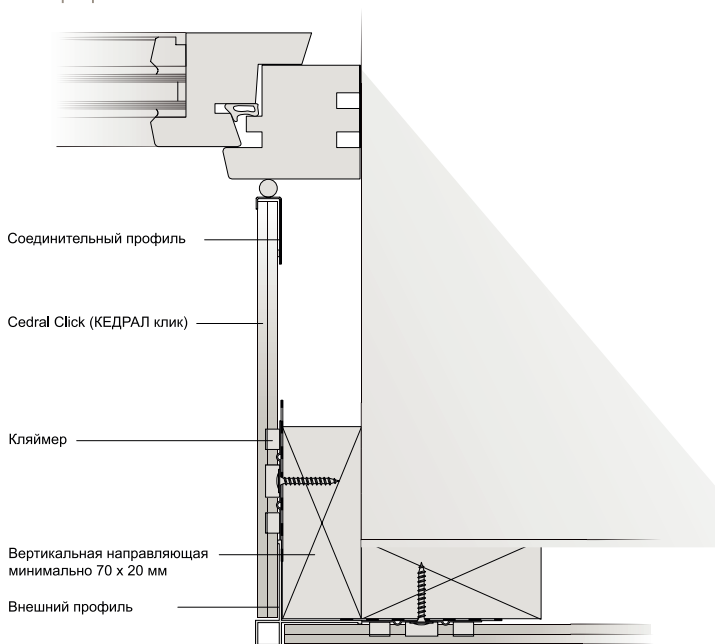 Соединительный профиль
Cedral Click (КЕДРАЛ клик)
Кляймер
Вертикальная направляющая
минимально 70 x 20 мм
Внешний профиль